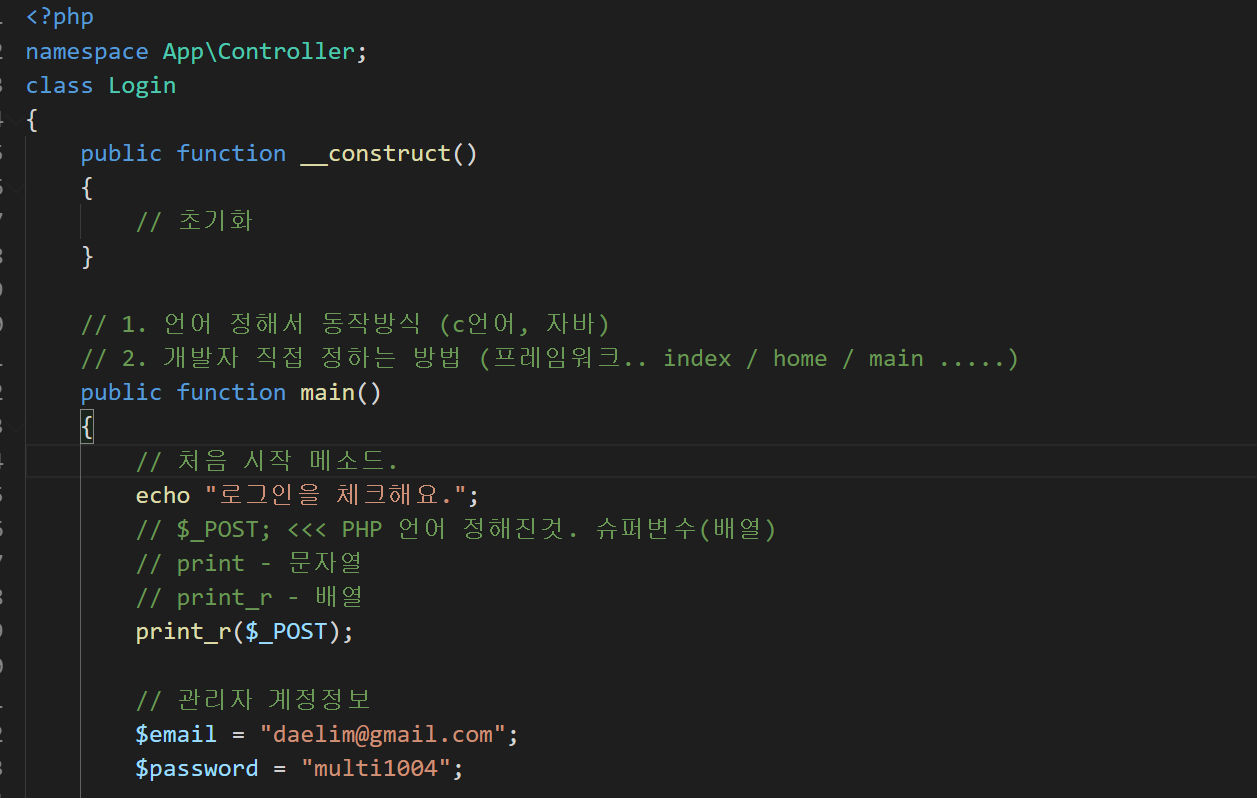 <?php
namespace App\Controller;
class Login
{
public function __construct()
{
// 초기화
}
// 1. 언어 정해서 동작방식 (c언어, 자바)
// 2. 개발자 직접 정하는 방법 (프레임워크.. index / home / main .....)
public function main()
{
// 처음 시작 메소드.
echo "로그인을 체크해요.";
// $_POST; <<< PHP 언어 정해진것. 슈퍼변수(배열)
// print - 문자열
// print_r - 배열
print_r($_POST);
// 관리자 계정정보
$email = "daelim@gmail.com";
$password = "multi1004";